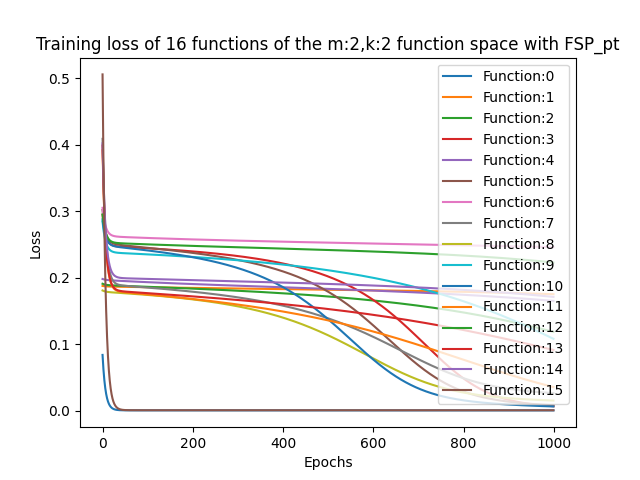 Training loss of 16 functions of the m:2,k:2 function space with FSP_pt
0.5
0.4
0.3
0.2
0.1
0.0
Loss
0
200
400
600
800
1000
Epochs
Function:0
Function:1
Function:2
Function:3
Function:4
Function:5
Function:6
Function:7
Function:8
Function:9
Function:10
Function:11
Function:12
Function:13
Function:14
Function:15